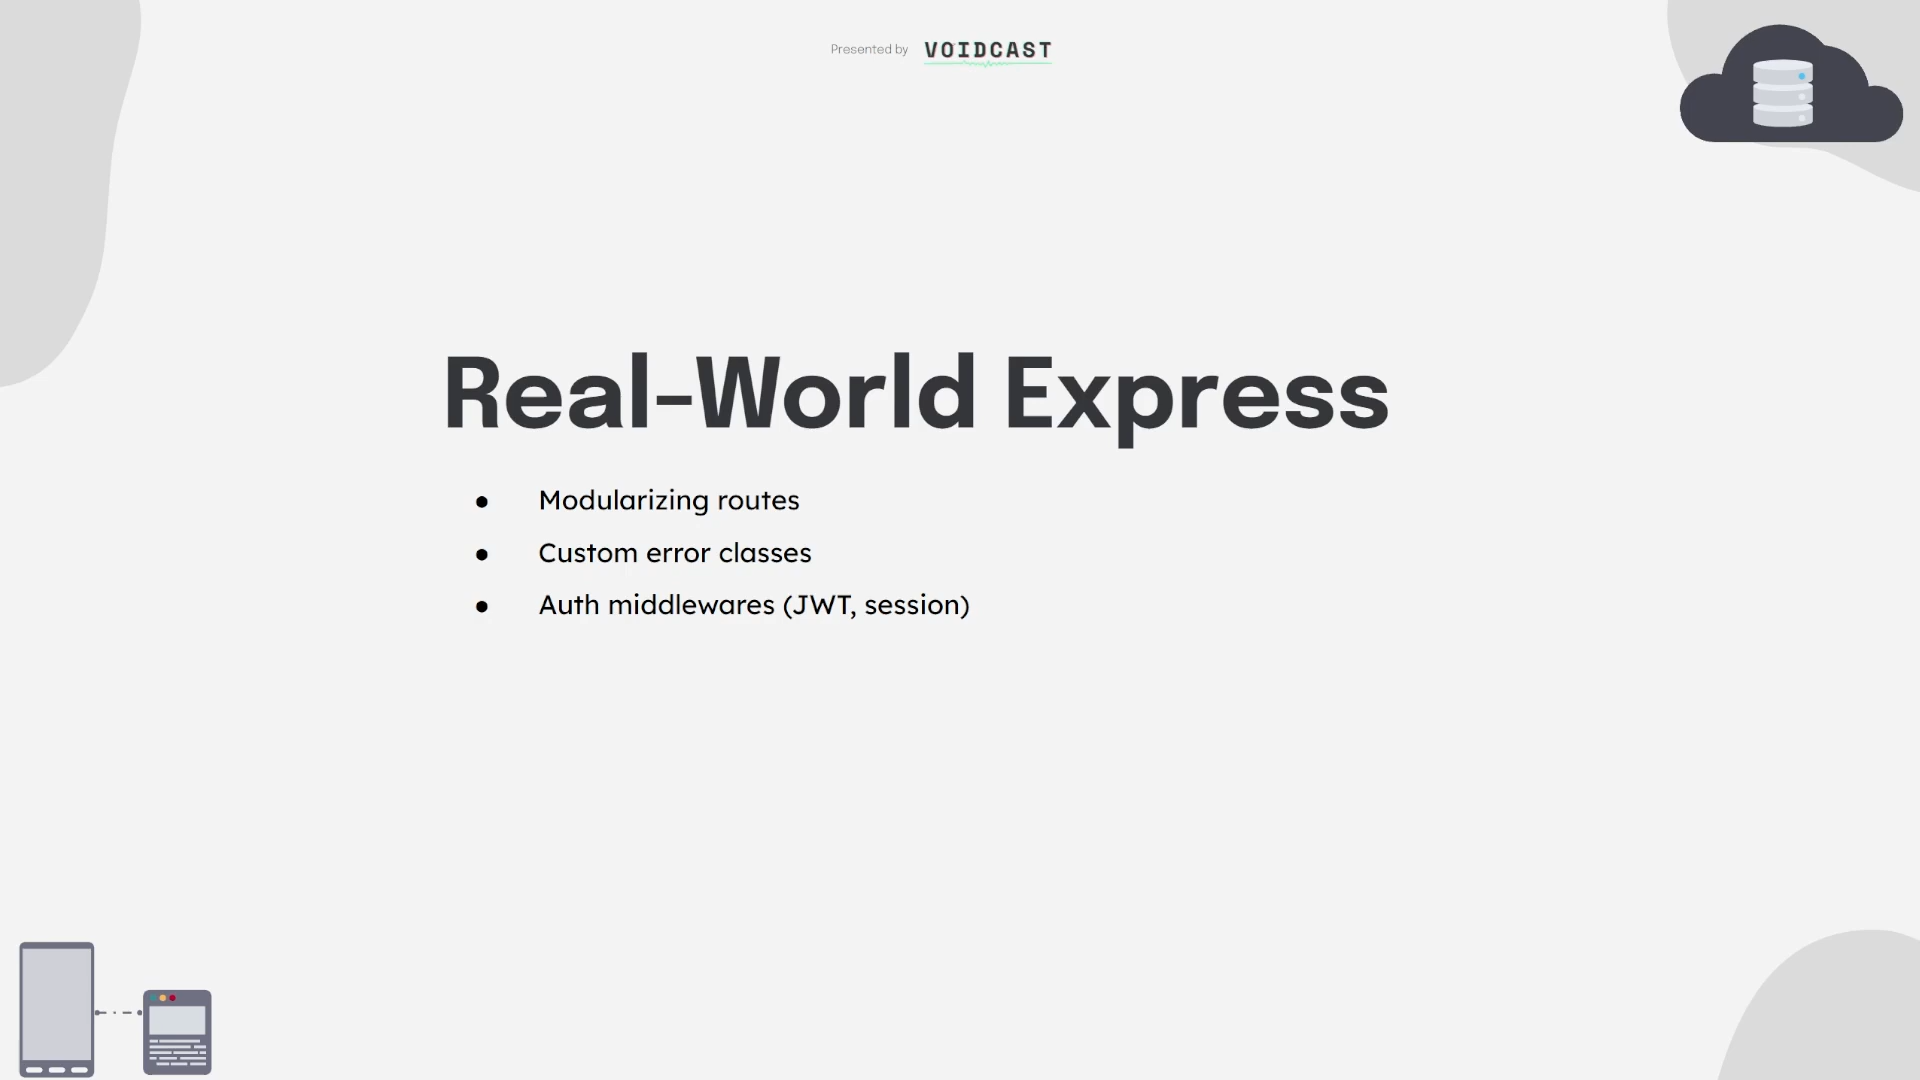 Presented by VOIDCAST
Real-World Express
● Modularizing routes
● Custom error classes
● Auth middlewares (JWT, session)